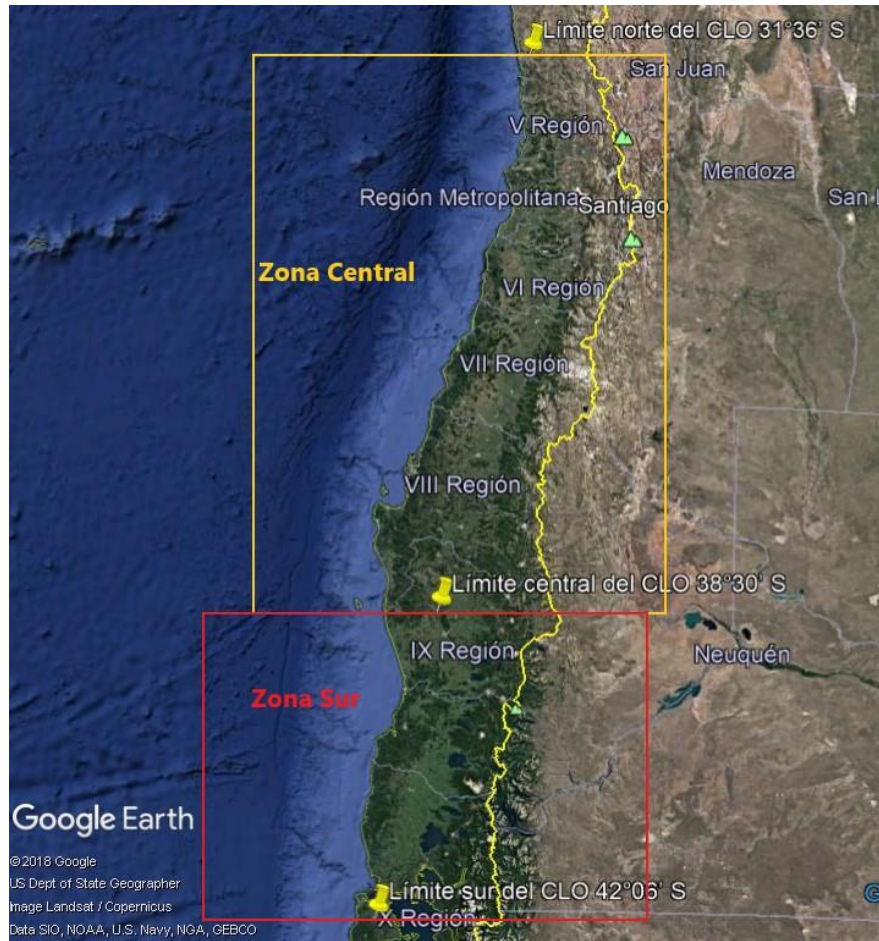 Límite norte del CLO 31°36' S
San Juan
V Región
Mendoza
Región Metropolitana
Santiago
San L
Zona Central
VI Región
VII Región
VIII Región
Límite central del CLO 38°30' S
IX Región
Neuquén
Zona Sur
Google Earth
©2018 Google
US Dept of State Geographer
Image Landsat / Copernicus
Data SIO, NOAA, U.S. Navy, NGA, GEBCO
Límite sur del CLO 42°06' S
X Región
G